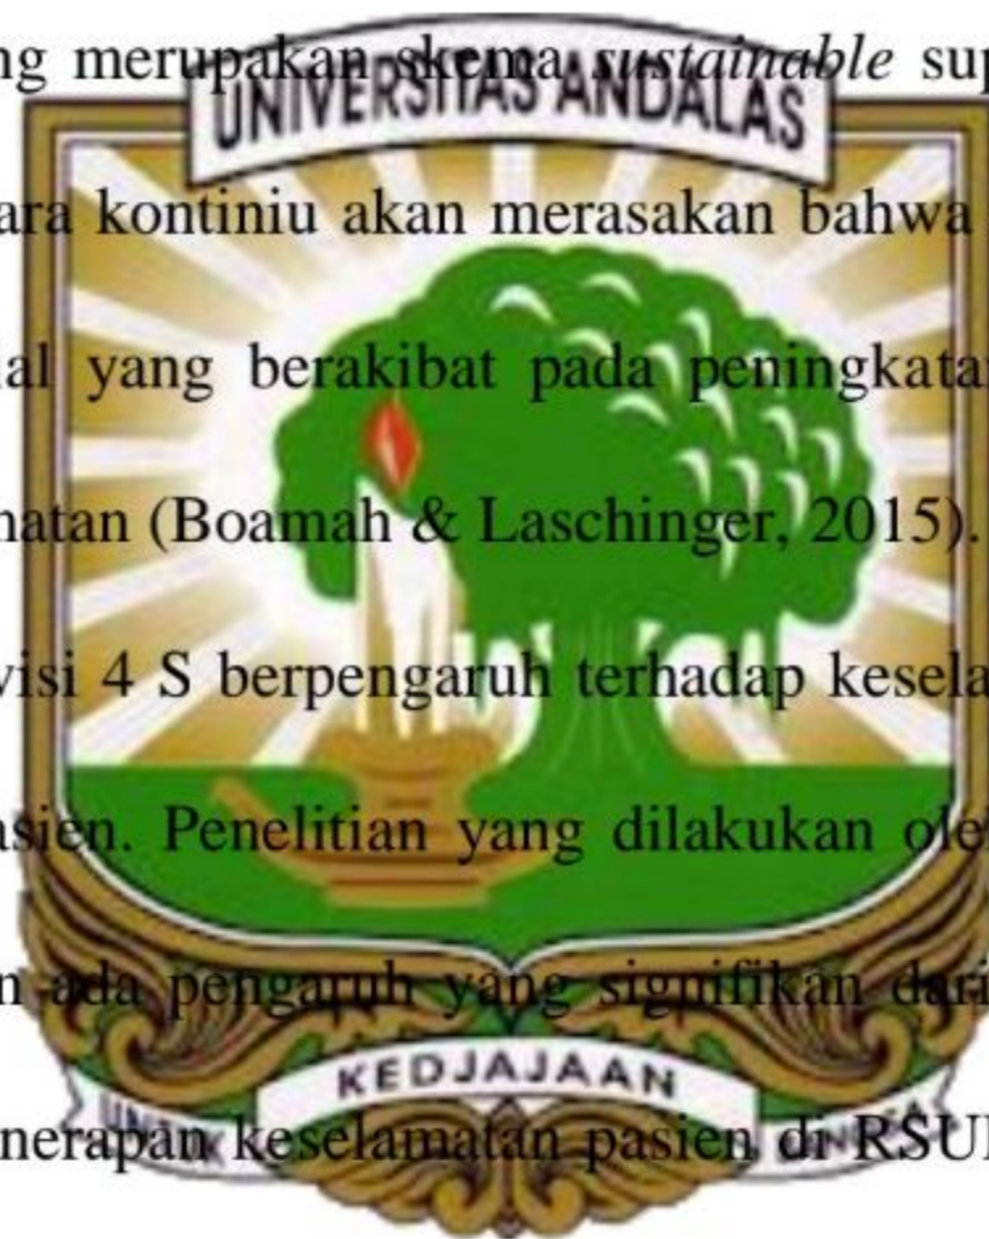 ng merupakan skema sustainable sup
UNIVERSITAS ANDALAS
ara kontiniu akan merasakan bahwa
al yang berakibat pada peningkatan
natan (Boamah & Laschinger, 2015).
visi 4 S berpengaruh terhadap kesela
asien. Penelitian yang dilakukan oleh
n ada pengaruh yang signifikan dari
KEDJAJAAN
nerapan keselamatan pasien di RSU